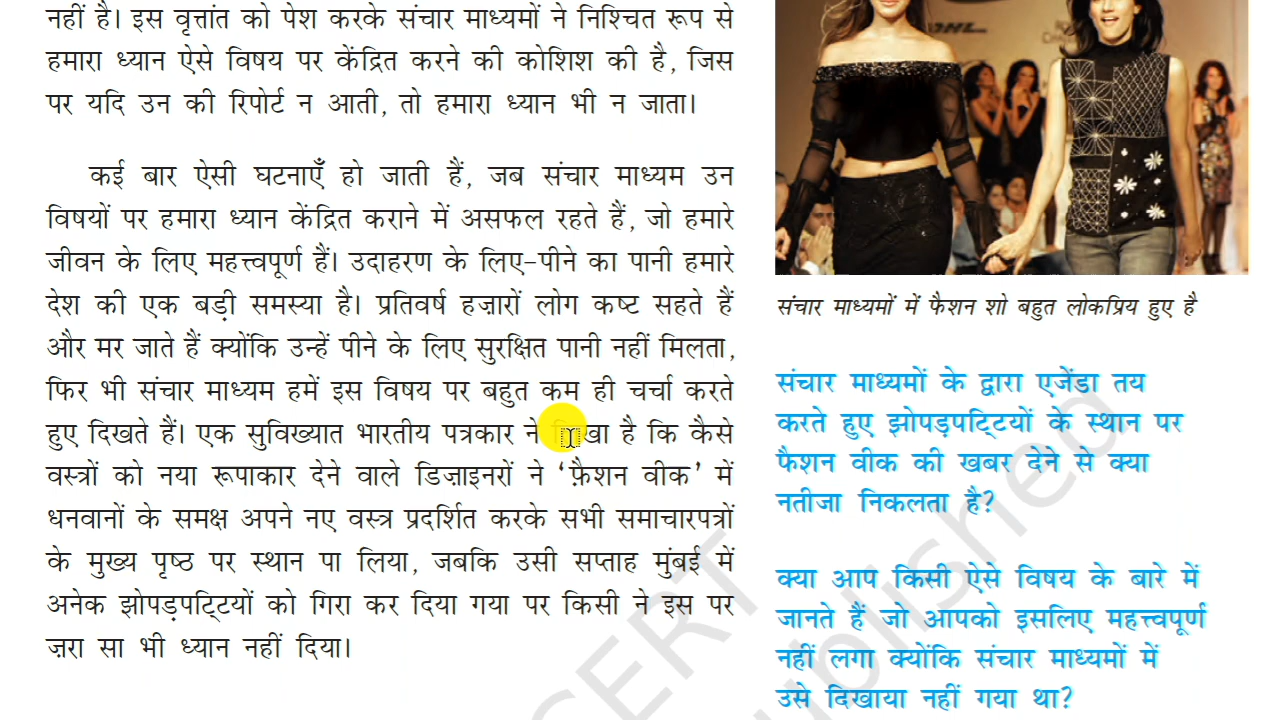 नहीं है। इस वृत्तांत को पेश करके संचार माध्यमों ने निश्चित रूप से
हमारा ध्यान ऐसे विषय पर केंद्रित करने की कोशिश की है, जिस
पर यदि उन की रिपोर्ट न आती, तो हमारा ध्यान भी न जाता।
कई बार ऐसी घटनाएँ हो जाती हैं, जब संचार माध्यम उन
विषयों पर हमारा ध्यान केंद्रित कराने में असफल रहते हैं, जो हमारे
जीवन के लिए महत्त्वपूर्ण हैं। उदाहरण के लिए–पीने का पानी हमारे
देश की एक बड़ी समस्या है। प्रतिवर्ष हज़ारों लोग कष्ट सहते हैं
और मर जाते हैं क्योंकि उन्हें पीने के लिए सुरक्षित पानी नहीं मिलता,
फिर भी संचार माध्यम हमें इस विषय पर बहुत कम ही चर्चा करते
हुए दिखते हैं। एक सुविख्यात भारतीय पत्रकार ने है कि कैसे
वस्त्रों को नया रूपाकार देने वाले डिज़ाइनरों ने ‘फ़ैशन वीक’ में
धनवानों के समक्ष अपने नए वस्त्र प्रदर्शित करके सभी समाचारपत्रों
के मुख्य पृष्ठ पर स्थान पा लिया, जबकि उसी सप्ताह मुंबई में
अनेक झोपड़पट्टियों को गिरा कर दिया गया पर किसी ने इस पर
ज़रा सा भी ध्यान नहीं दिया।
संचार माध्यमों में फैशन शो बहुत लोकप्रिय हुए है
संचार माध्यमों के द्वारा एजेंडा तय
करते हुए झोपड़पट्टियों के स्थान पर
फैशन वीक की खबर देने से क्या
नतीजा निकलता है?
क्या आप किसी ऐसे विषय के बारे में
जानते हैं जो आपको इसलिए महत्त्वपूर्ण
नहीं लगा क्योंकि संचार माध्यमों में
उसे दिखाया नहीं गया था?